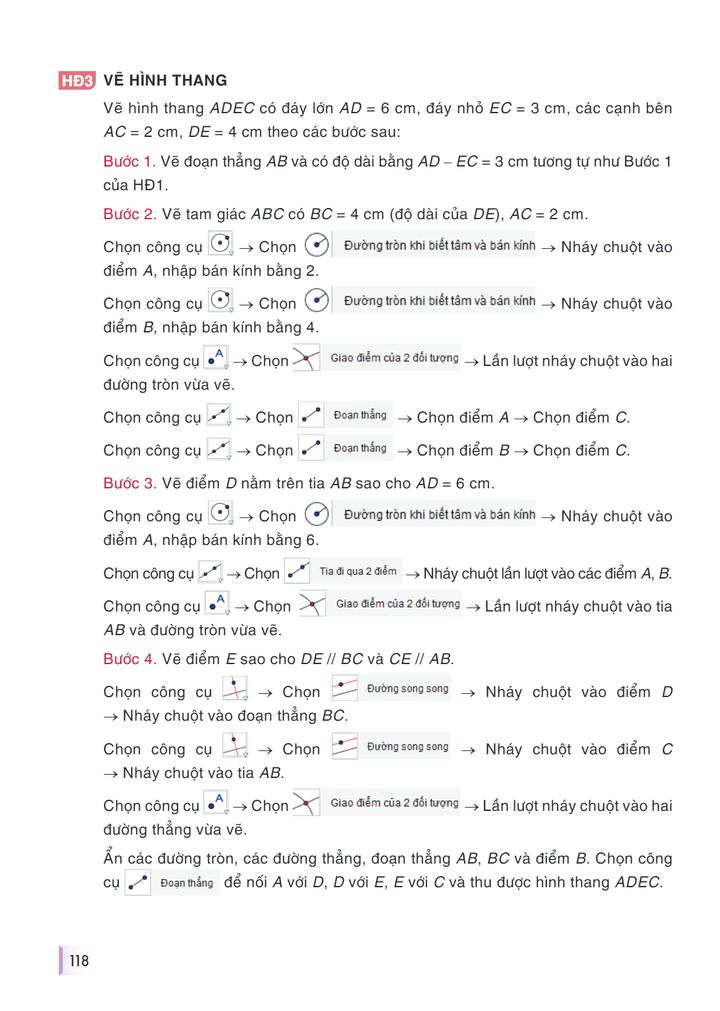 HĐ3 VẼ HÌNH THANG
Vẽ hình thang ADEC có đáy lớn AD = 6 cm, đáy nhỏ EC = 3 cm, các cạnh bên
AC = 2 cm, DE = 4 cm theo các bước sau:
Bước 1. Vẽ đoạn thẳng AB và có độ dài bằng AD – EC = 3 cm tương tự như Bước 1
của HĐ1.
Bước 2. Vẽ tam giác ABC có BC = 4 cm (độ dài của DE), AC = 2 cm.
Chọn công cụ → Chọn Đường tròn khi biết tâm và bán kính → Nháy chuột vào
điểm A, nhập bán kính bằng 2.
Chọn công cụ → Chọn Đường tròn khi biết tâm và bán kính → Nháy chuột vào
điểm B, nhập bán kính bằng 4.
Chọn công cụ A → Chọn Giao điểm của 2 đối tượng → Lần lượt nháy chuột vào hai
đường tròn vừa vẽ.
Chọn công cụ → Chọn Đoạn thẳng → Chọn điểm A → Chọn điểm C.
Chọn công cụ → Chọn Đoạn thẳng → Chọn điểm B → Chọn điểm C.
Bước 3. Vẽ điểm D nằm trên tia AB sao cho AD = 6 cm.
Chọn công cụ → Chọn Đường tròn khi biết tâm và bán kính → Nháy chuột vào
điểm A, nhập bán kính bằng 6.
Chọn công cụ → Chọn Tia đi qua 2 điểm → Nháy chuột lần lượt vào các điểm A, B.
Chọn công cụ A → Chọn Giao điểm của 2 đối tượng → Lần lượt nháy chuột vào tia
AB và đường tròn vừa vẽ.
Bước 4. Vẽ điểm E sao cho DE // BC và CE // AB.
Chọn công cụ → Chọn Đường song song → Nháy chuột vào điểm D
→ Nháy chuột vào đoạn thẳng BC.
Chọn công cụ → Chọn Đường song song → Nháy chuột vào điểm C
→ Nháy chuột vào tia AB.
Chọn công cụ A → Chọn Giao điểm của 2 đối tượng → Lần lượt nháy chuột vào hai
đường thẳng vừa vẽ.
Ẩn các đường tròn, các đường thẳng, đoạn thẳng AB, BC và điểm B. Chọn công
cụ Đoạn thẳng để nối A với D, D với E, E với C và thu được hình thang ADEC.
118